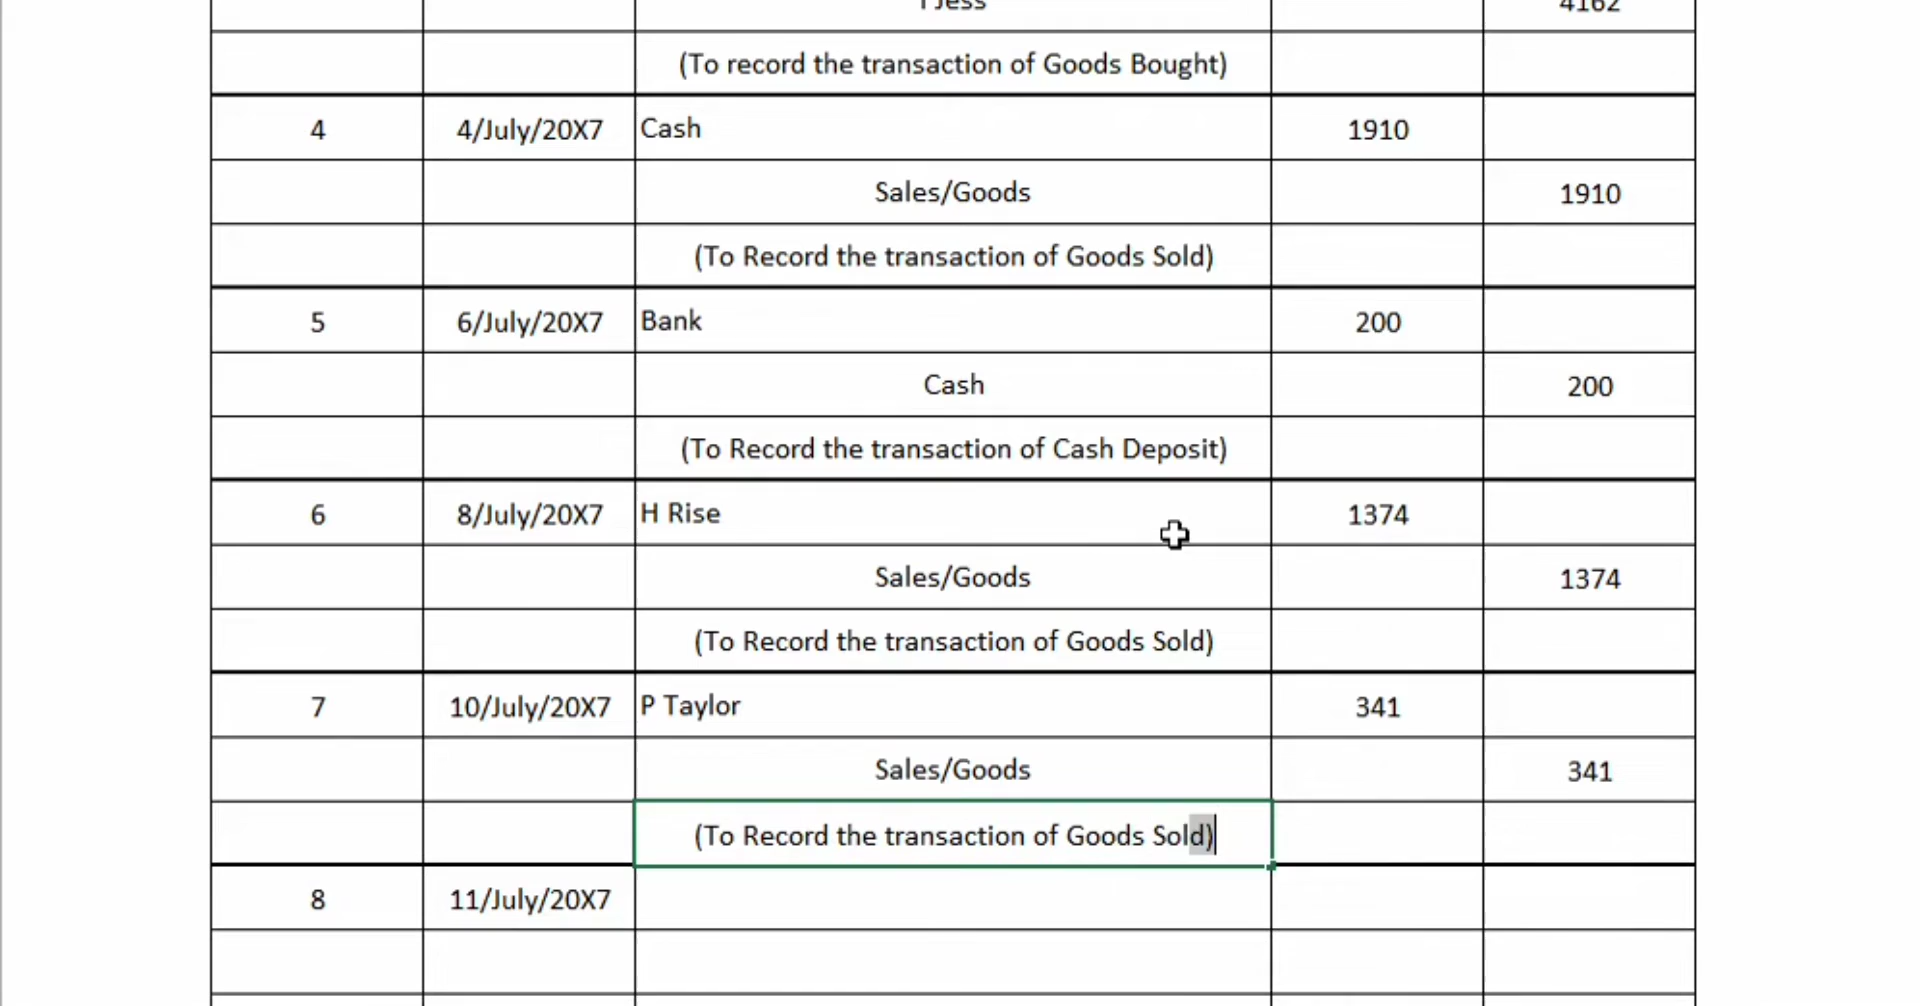 4162
(To record the transaction of Goods Bought)
4 4/July/20X7 Cash 1910
Sales/Goods 1910
(To Record the transaction of Goods Sold)
5 6/July/20X7 Bank 200
Cash 200
(To Record the transaction of Cash Deposit)
6 8/July/20X7 H Rise 1374
Sales/Goods 1374
(To Record the transaction of Goods Sold)
7 10/July/20X7 P Taylor 341
Sales/Goods 341
(To Record the transaction of Goods Sold)
8 11/July/20X7